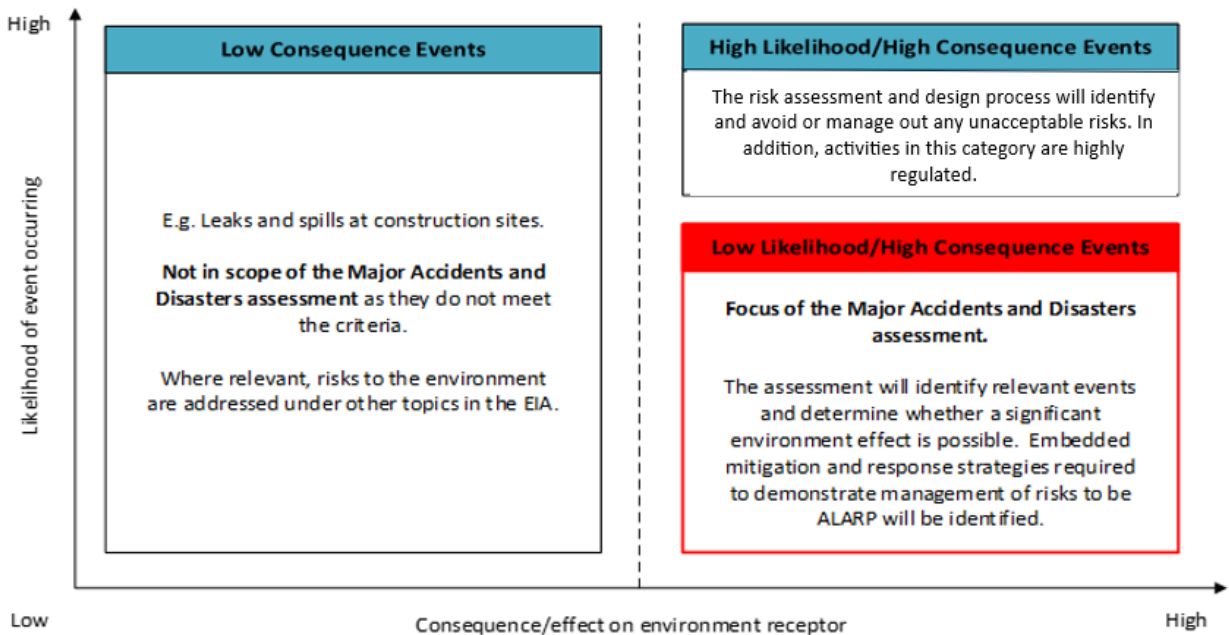 High
Low Consequence Events
E.g. Leaks and spills at construction sites.
Not in scope of the Major Accidents and
Disasters assessment as they do not meet
the criteria.
Where relevant, risks to the environment
are addressed under other topics in the EIA.
High Likelihood/High Consequence Events
The risk assessment and design process will identify
and avoid or manage out any unacceptable risks. In
addition, activities in this category are highly
regulated.
Low Likelihood/High Consequence Events
Focus of the Major Accidents and Disasters
assessment.
The assessment will identify relevant events
and determine whether a significant
environment effect is possible. Embedded
mitigation and response strategies required
to demonstrate management of risks to be
ALARP will be identified.
Likelihood of event occurring
Low
Consequence/effect on environment receptor
High